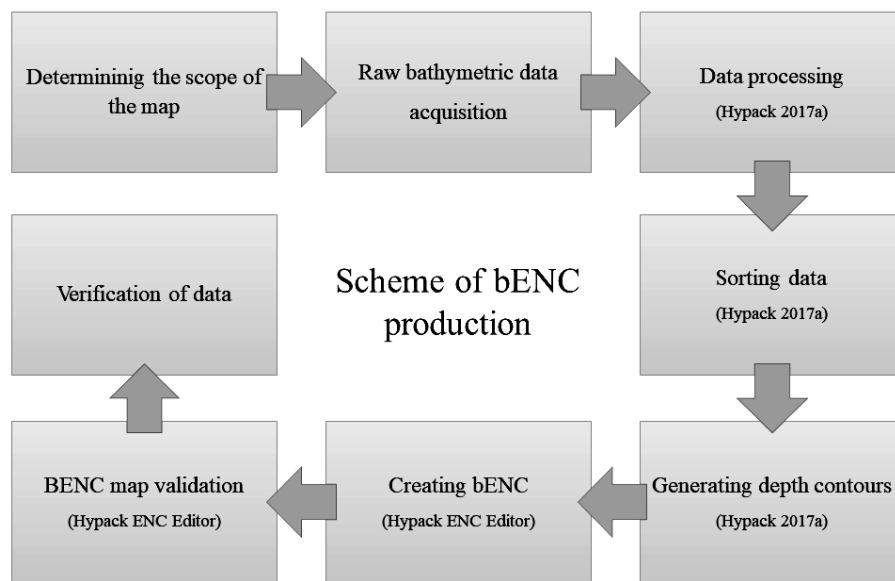 Determininig the scope of
the map
Raw bathymetric data
acquisition
Data processing
(Hypack 2017a)
Sorting data
(Hypack 2017a)
Generating depth contours
(Hypack 2017a)
Creating bENC
(Hypack ENC Editor)
BENC map validation
(Hypack ENC Editor)
Verification of data
Scheme of bENC
production